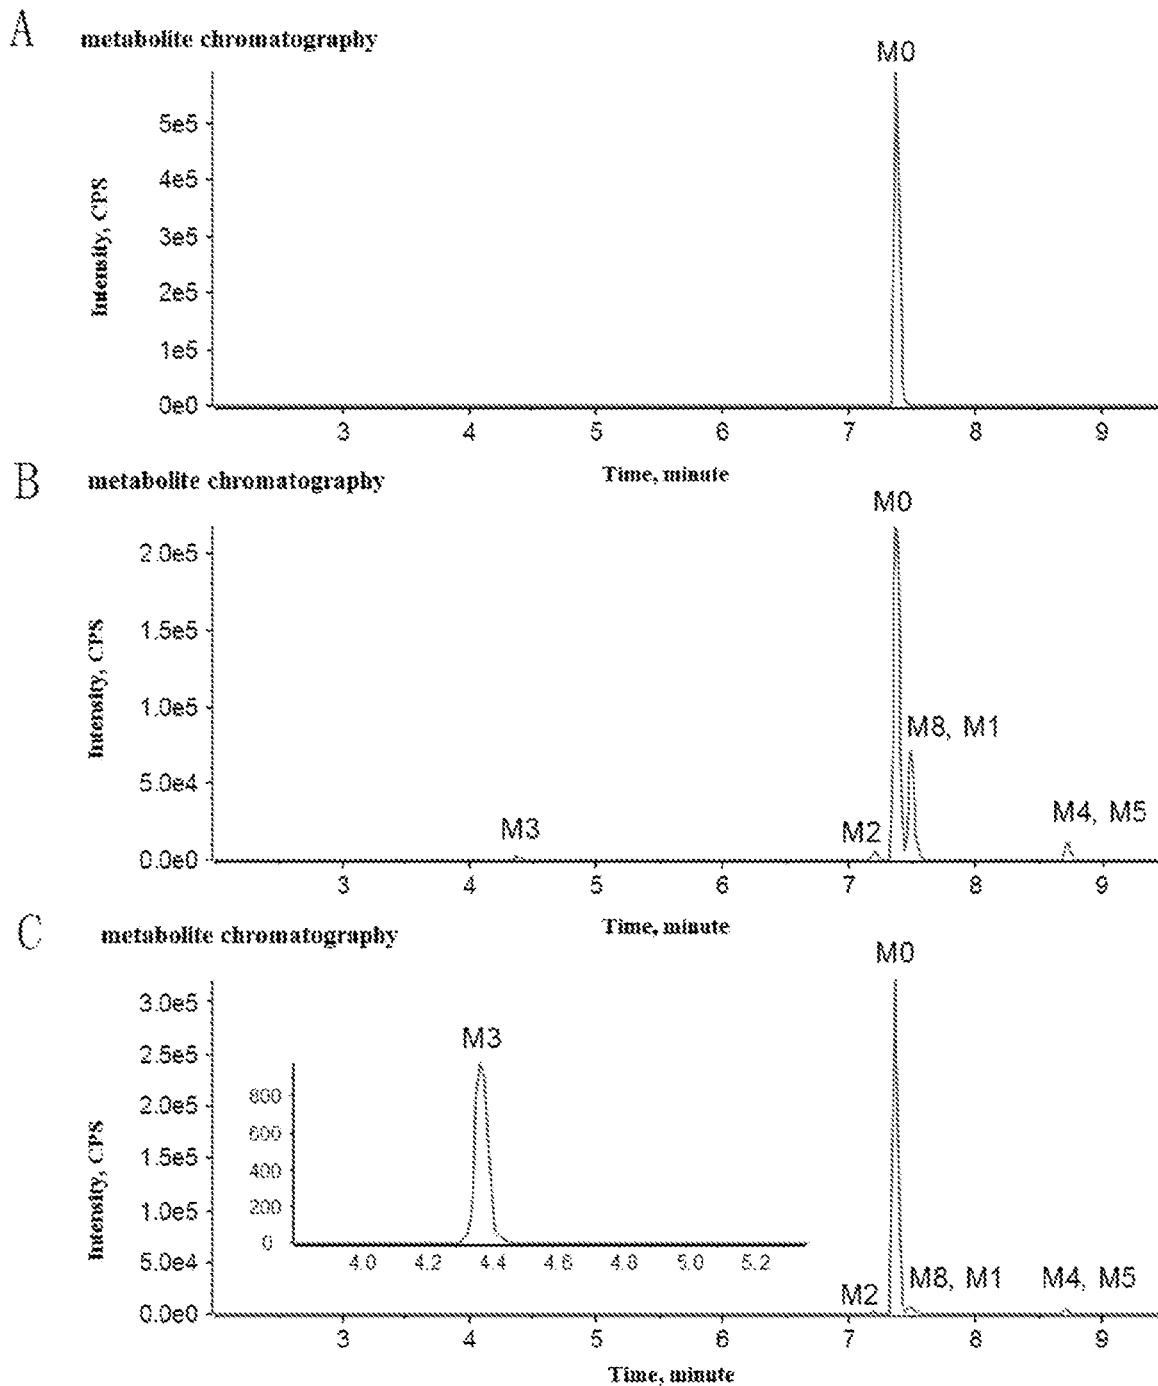 A metabolite chromatography
M0
5e5
4e5
3e5
2e5
1e5
0e0
Intensity, CPS
3 4 5 6 7 8 9
Time, minute
B metabolite chromatography
M0
2.0e5
1.5e5
1.0e5
5.0e4
0.0e0
Intensity, CPS
M8, M1
M4, M5
M3
M2
3 4 5 6 7 8 9
Time, minute
C metabolite chromatography
M0
3.0e5
2.5e5
2.0e5
1.5e5
1.0e5
5.0e4
0.0e0
Intensity, CPS
M3
800
600
400
200
0
4.0 4.2 4.4 4.6 4.8 5.0 5.2
M2
M8, M1
M4, M5
3 4 5 6 7 8 9
Time, minute